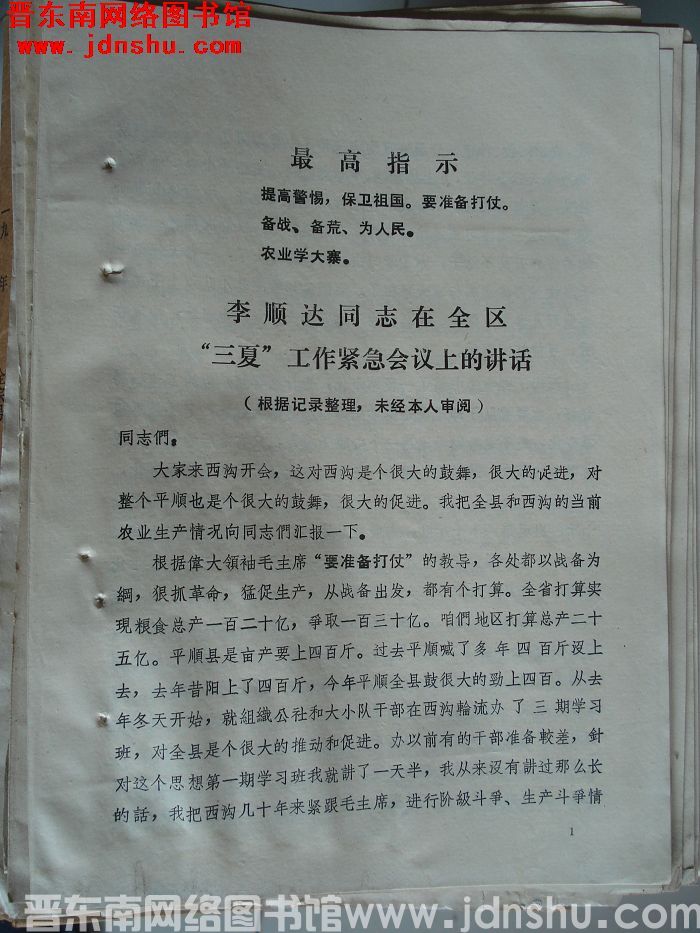 晋东南网络图书馆
www.jdnshu.com
最高指示
提高警惕，保卫祖国。要准备打仗。
备战、备荒、为人民。
农业学大寨。
李顺达同志在全区
“三夏”工作紧急会议上的讲话
（根据记录整理，未经本人审阅）
同志們。
大家来西沟开会，这对西沟是个很大的鼓舞，很大的促进，对
整个平順也是个很大的鼓舞，很大的促进。我把全县和西沟的当前
农业生产情况向同志們汇报一下。
根据偉大領袖毛主席“要准备打仗”的教导，各处都以战备为
綱，狠抓革命，猛促生产，从战备出发，都有个打算。全省打算实
現粮食总产一百二十亿，爭取一百三十亿。咱們地区打算总产二十
五亿。平順县是亩产要上四百斤。过去平順喊了多年四百斤沒上
去，去年昔阳上了四百斤，今年平順全县鼓很大的勁上四百。从去
年冬天开始，就組織公社和大小队干部在西沟輪流办了三期学习
班，对全县是个很大的推动和促进。办以前有的干部准备較差，針
对这个思想第一期学习班我就講了一天半，我从来沒有講过那么长
的話，我把西沟几十年来紧跟毛主席，进行阶級斗爭、生产斗爭情
1
晋东南网络图书馆www.jdnshu.com